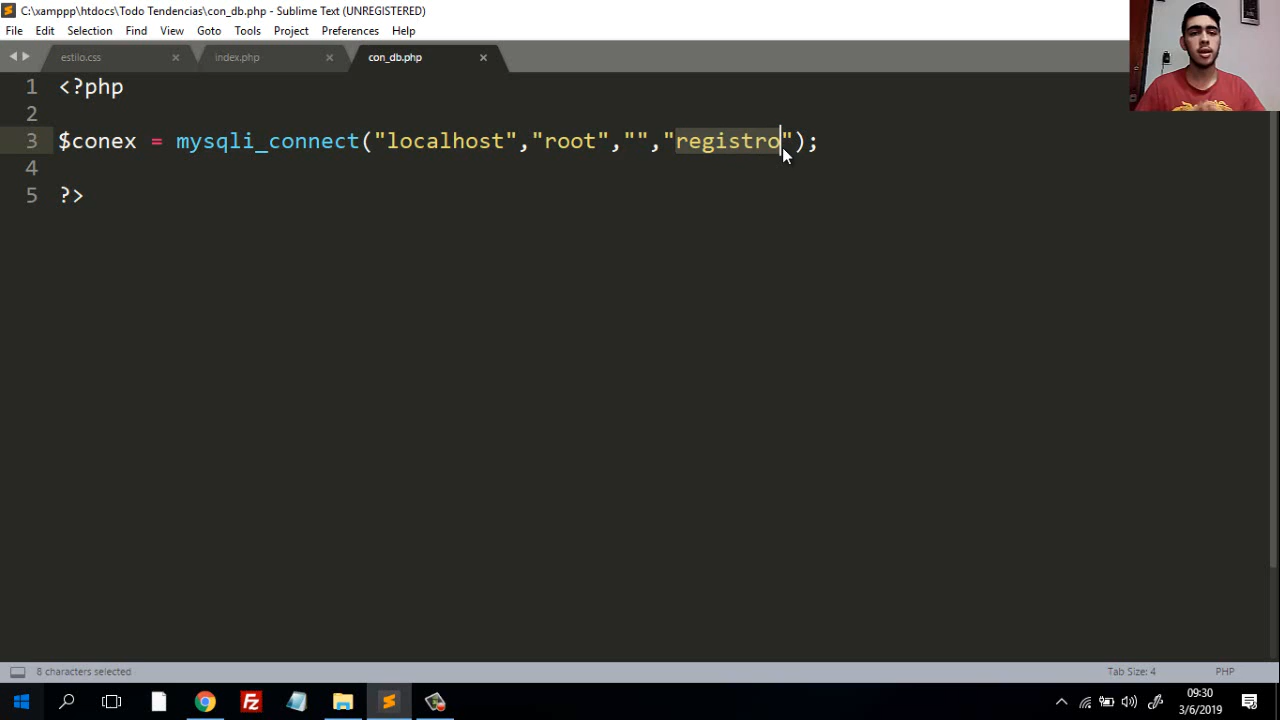 C:\xamppp\htdocs\Todo Tendencias\con_db.php - Sublime Text (UNREGISTERED)
File Edit Selection Find View Goto Tools Project Preferences Help
estilo.css × index.php × con_db.php ×
1 <?php
2
3 $conex = mysqli_connect("localhost","root","","registro");
4
5 ?>
8 characters selected Tab Size: 4 PHP
09:30
3/6/2019